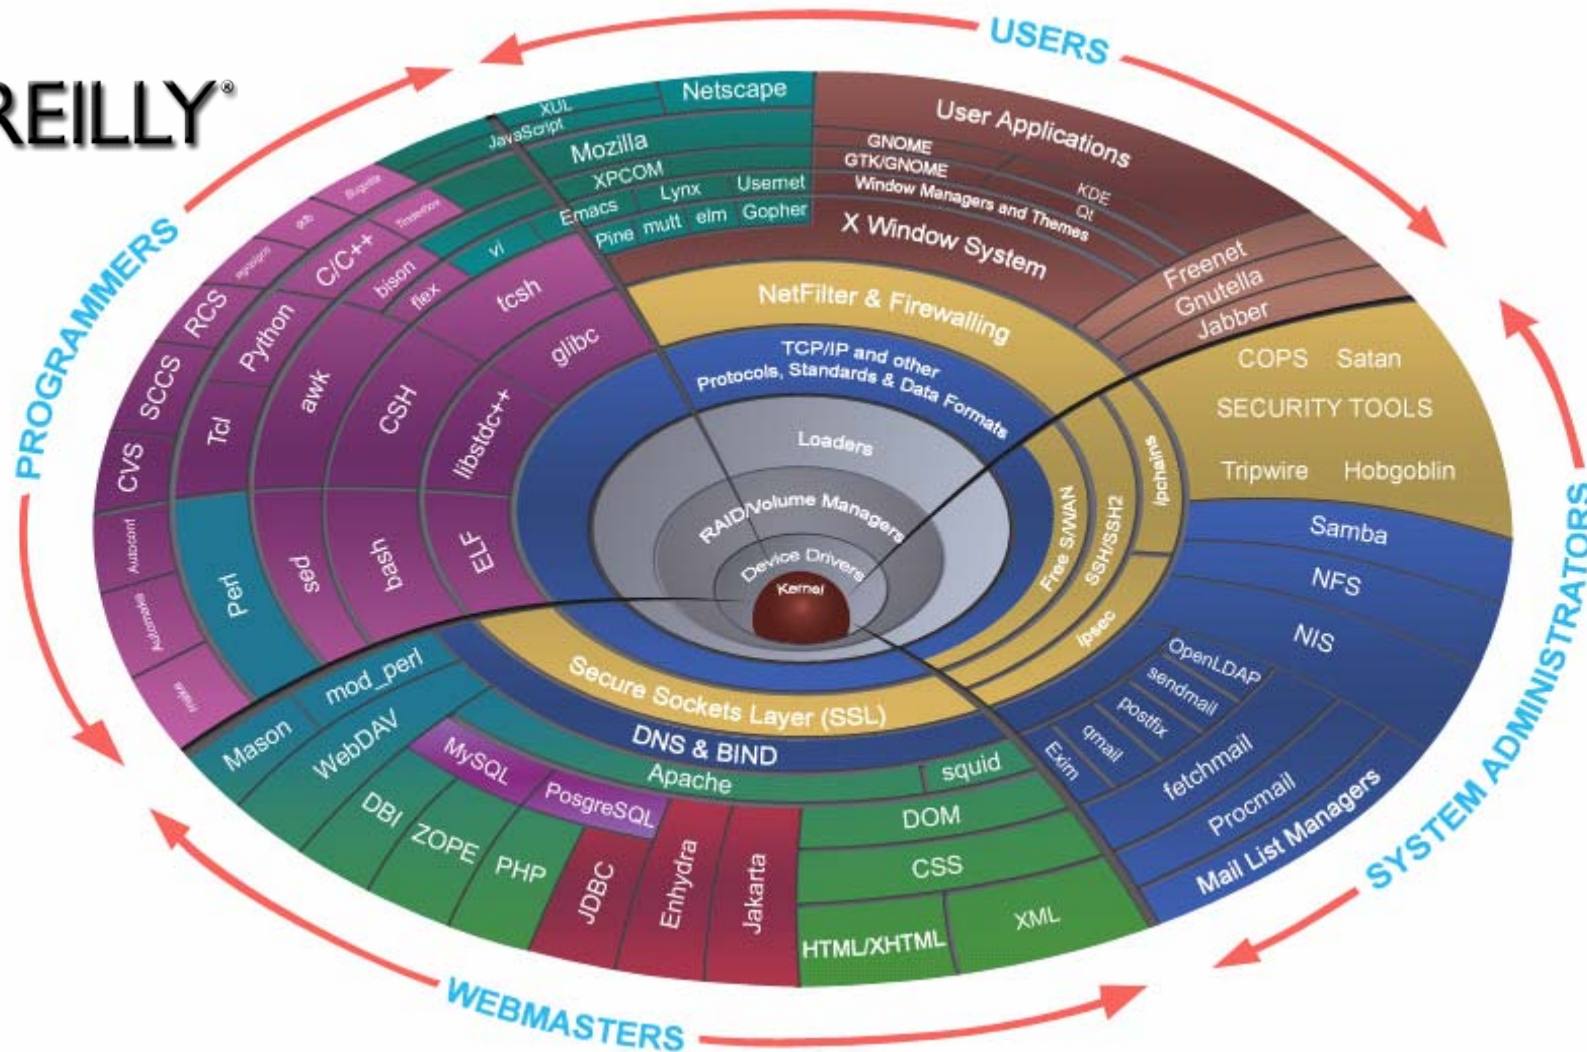 REILLY®
USERS
PROGRAMMERS
SYSTEM ADMINISTRATORS
WEBMASTERS
XUL
Netscape
JavaScript
Mozilla
XPCOM
Emacs
Lynx
Usernet
vi
Pine
mutt
elm
Gopher
User Applications
GNOME
KDE
GTK/GNOME
Qt
Window Managers and Themes
X Window System
Freenet
Gnutella
Jabber
COPS
Satan
SECURITY TOOLS
Tripwire
Hobgoblin
Samba
NFS
NIS
OpenLDAP
sendmail
postfix
qmail
Exim
fetchmail
Procmail
Mail List Managers
NetFilter & Firewalling
ipchains
SSH/SSH2
Free S/WAN
ipsec
TCP/IP and other
Protocols, Standards & Data Formats
Loaders
RAID/Volume Managers
Device Drivers
Kernel
Secure Sockets Layer (SSL)
DNS & BIND
Apache
squid
DOM
CSS
HTML/XHTML
XML
Jakarta
Enhydra
JDBC
PosgreSQL
MySQL
PHP
ZOPE
DBI
WebDAV
Mason
mod_perl
make
Automake
Autoconf
CVS
SCCS
RCS
Bugzilla
Tinderbox
C/C++
Python
Tcl
Perl
bison
flex
awk
sed
tcsh
CSH
bash
glibc
libstdc++
ELF